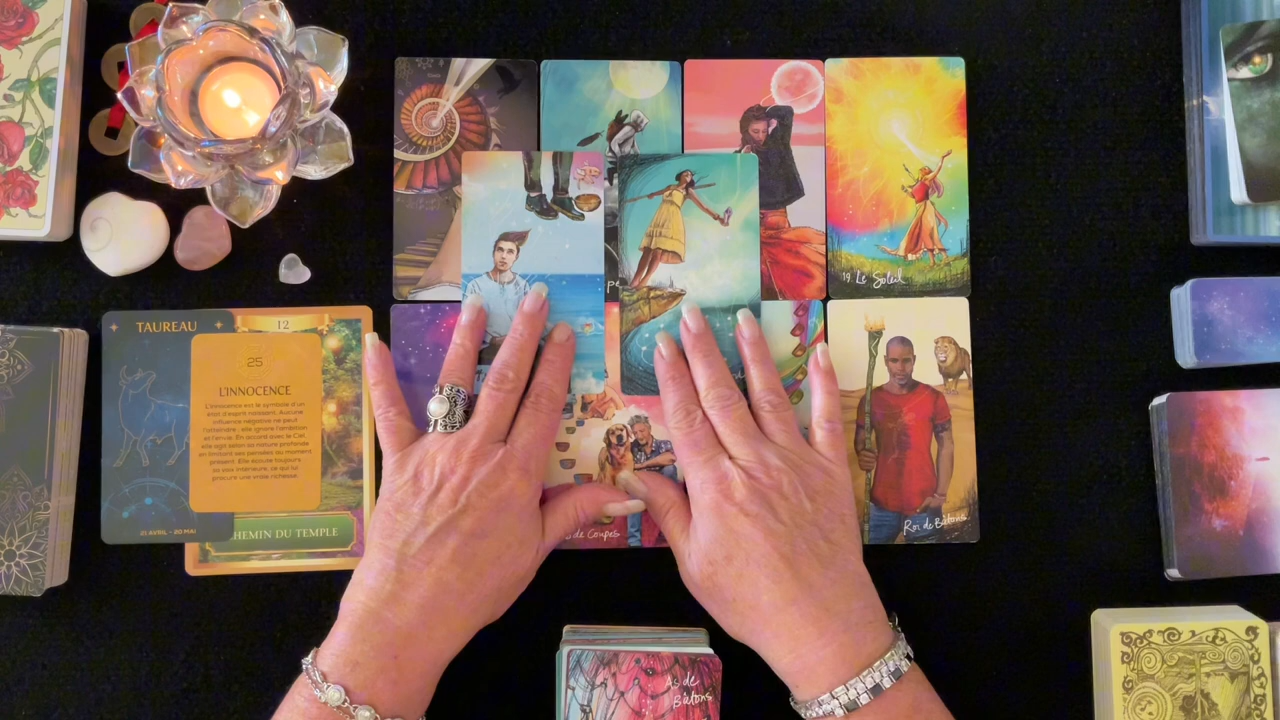 19. Le Soleil
TAUREAU
12
25
L'INNOCENCE
L'innocence est le symbole d'un
état d'esprit naissant. Aucune
influence négative ne peut
l'atteindre ; elle ignore l'ambition
et l'envie. En accord avec le Ciel,
elle agit selon sa nature profonde
en limitant ses pensées au moment
présent. Elle écoute toujours
sa voix intérieure, ce qui lui
procure une vraie richesse.
21 AVRIL - 20 MAI
CHEMIN DU TEMPLE
de Coupes
Roi de Bâtons
As de
Bâtons